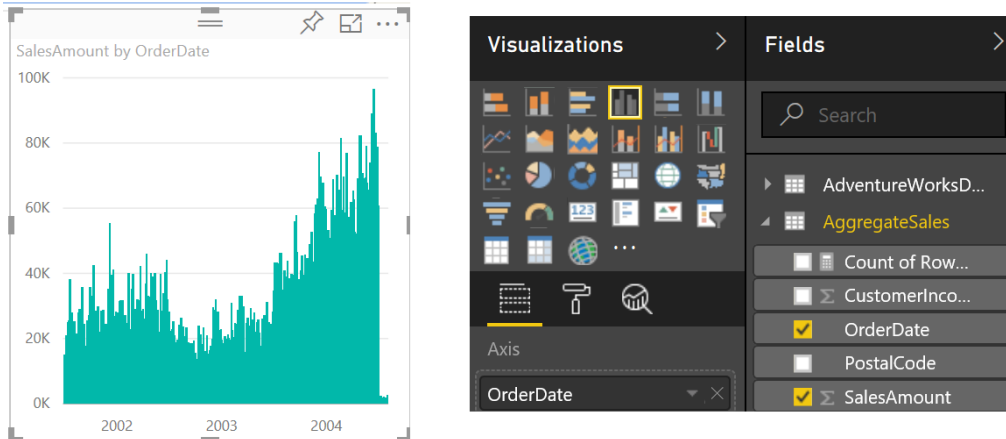 SalesAmount by OrderDate
100K
80K
60K
40K
20K
0K
2002 2003 2004
Visualizations
123
Axis
OrderDate
Fields
Search
AdventureWorksD...
AggregateSales
Count of Row...
CustomerInco...
OrderDate
PostalCode
SalesAmount